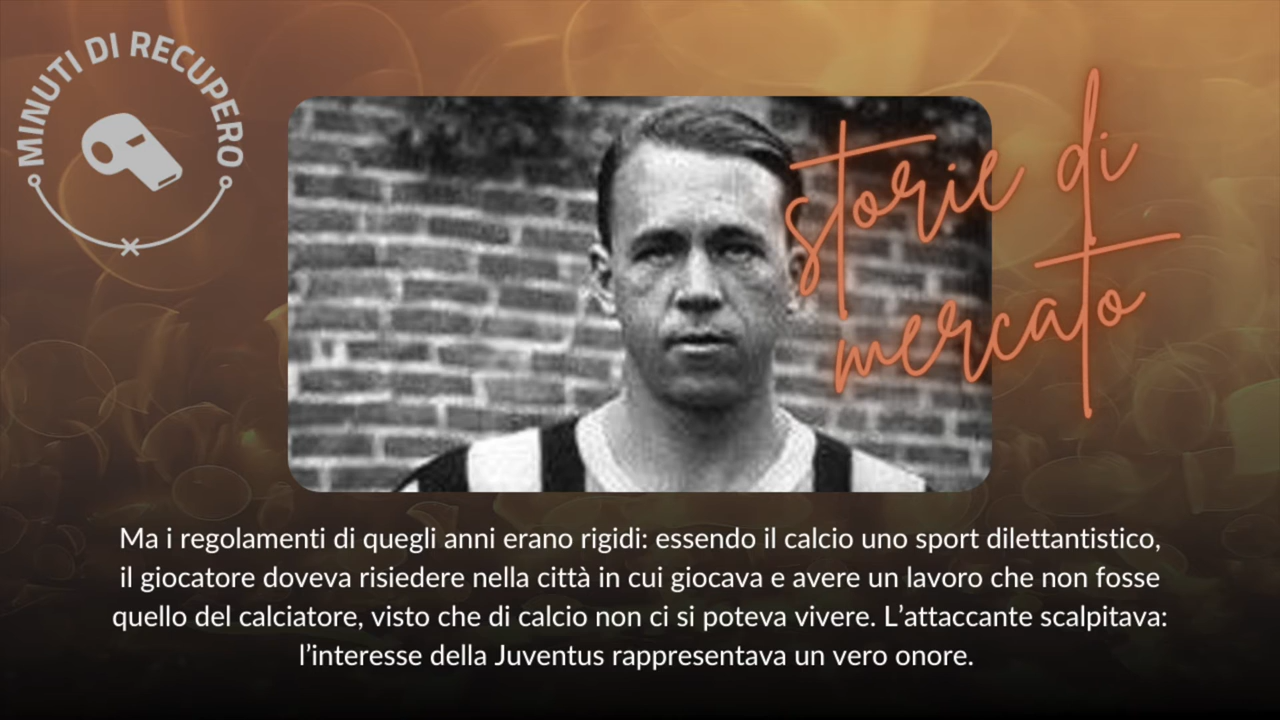 MINUTI DI RECUPERO
storie di
mercato
Ma i regolamenti di quegli anni erano rigidi: essendo il calcio uno sport dilettantistico,
il giocatore doveva risiedere nella città in cui giocava e avere un lavoro che non fosse
quello del calciatore, visto che di calcio non ci si poteva vivere. L’attaccante scalpitava:
l’interesse della Juventus rappresentava un vero onore.